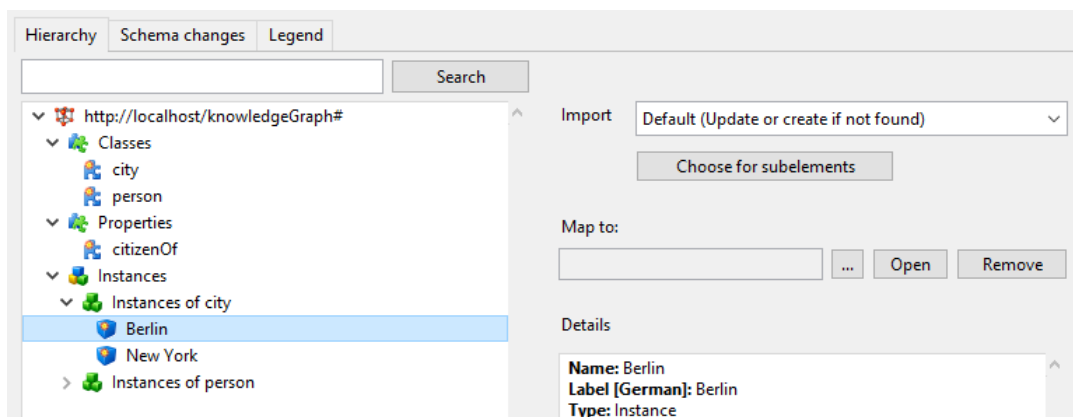 Hierarchy Schema changes Legend
Search
http://localhost/knowledgeGraph#
Classes
city
person
Properties
citizenOf
Instances
Instances of city
Berlin
New York
Instances of person
Import Default (Update or create if not found)
Choose for subelements
Map to:
... Open Remove
Details
Name: Berlin
Label [German]: Berlin
Type: Instance